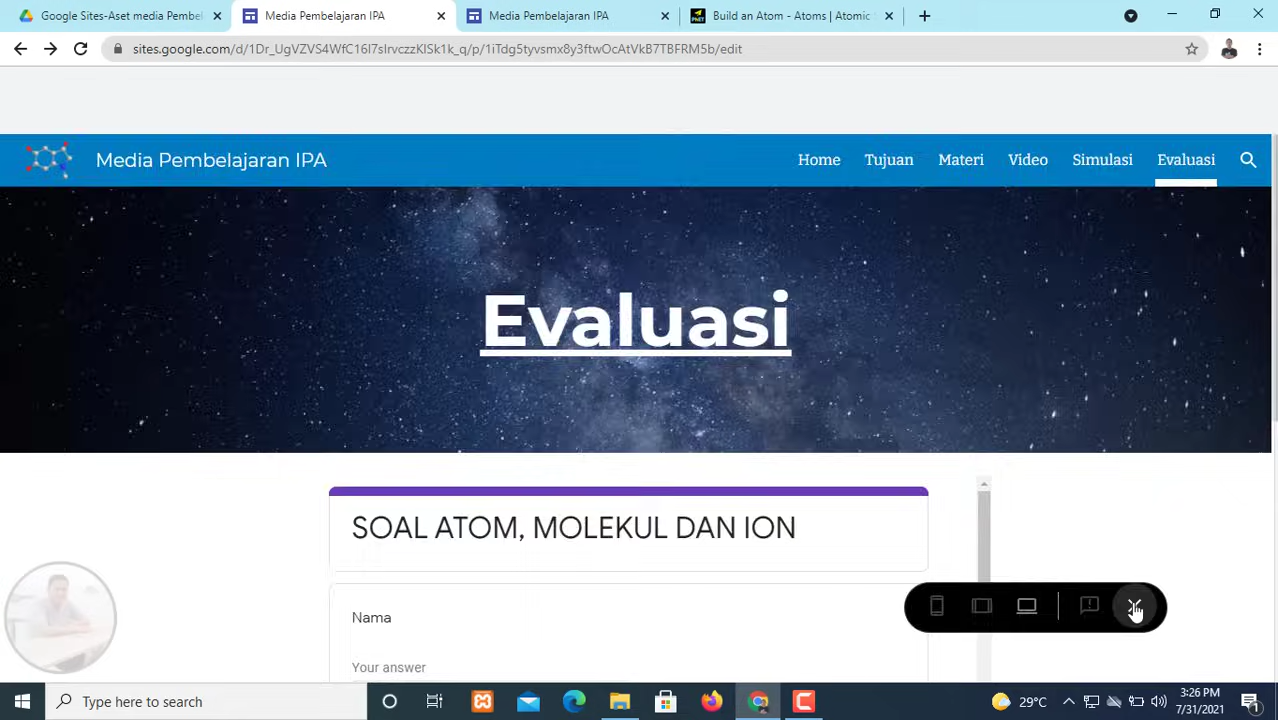 Google Sites-Aset media Pembel
Media Pembelajaran IPA
Media Pembelajaran IPA
Build an Atom - Atoms | Atomic S
sites.google.com/d/1Dr_UgVZVS4WfC16I7slrvczzKlSk1k_q/p/1iTdg5tyvsmx8y3ftwOcAtVkB7TBFRM5b/edit
Media Pembelajaran IPA
Home
Tujuan
Materi
Video
Simulasi
Evaluasi
Evaluasi
SOAL ATOM, MOLEKUL DAN ION
Nama
Your answer
Type here to search
29°C
3:26 PM
7/31/2021